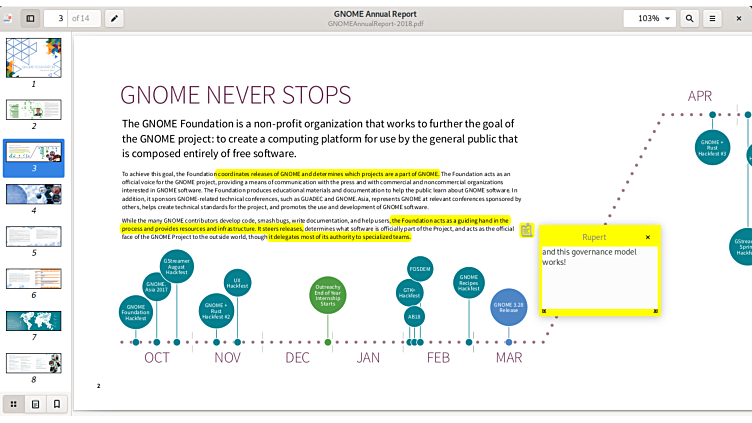 3 of 14
GNOME Annual Report
GNOMEAnnualReport-2018.pdf
103%
1
2
3
4
5
6
7
8
GNOME NEVER STOPS
The GNOME Foundation is a non-profit organization that works to further the goal of
the GNOME project: to create a computing platform for use by the general public that
is composed entirely of free software.
To achieve this goal, the Foundation coordinates releases of GNOME and determines which projects are a part of GNOME. The Foundation acts as an
official voice for the GNOME project, providing a means of communication with the press and with commercial and noncommercial organizations
interested in GNOME software. The Foundation produces educational materials and documentation to help the public learn about GNOME software. In
addition, it sponsors GNOME-related technical conferences, such as GUADEC and GNOME.Asia, represents GNOME at relevant conferences sponsored by
others, helps create technical standards for the project, and promotes the use and development of GNOME software.
While the many GNOME contributors develop code, smash bugs, write documentation, and help users, the Foundation acts as a guiding hand in the
process and provides resources and infrastructure. It steers releases, determines what software is officially part of the Project, and acts as the official
face of the GNOME Project to the outside world, though it delegates most of its authority to specialized teams.
Rupert
and this governance model
works!
GNOME
Foundation
Hackfest
GNOME.
Asia 2017
GStreamer
August
Hackfest
GNOME +
Rust
Hackfest #2
UX
Hackfest
Outreachy
End of Year
Internship
Starts
GTK+
Hackfest
FOSDEM
AB18
GNOME
Recipes
Hackfest
GNOME 3.28
Release
APR
GNOME +
Rust
Hackfest #3
OCT
NOV
DEC
JAN
FEB
MAR
2